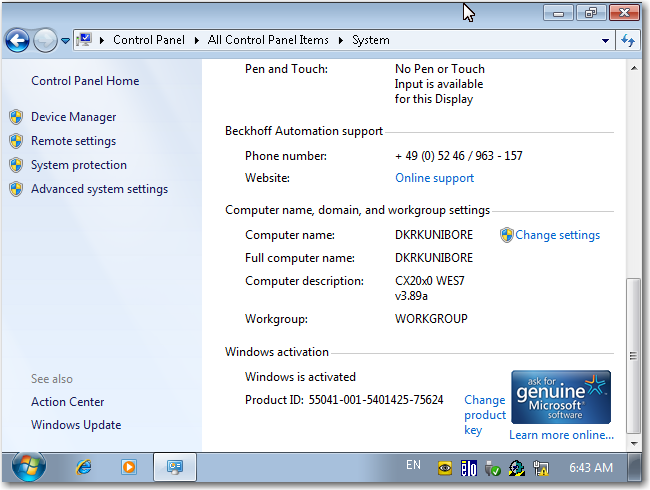 Control Panel All Control Panel Items System
Control Panel Home
Device Manager
Remote settings
System protection
Advanced system settings
See also
Action Center
Windows Update
Pen and Touch: No Pen or Touch
Input is available
for this Display
Beckhoff Automation support
Phone number: + 49 (0) 52 46 / 963 - 157
Website: Online support
Computer name, domain, and workgroup settings
Computer name: DKRKUNIBORE Change settings
Full computer name: DKRKUNIBORE
Computer description: CX20x0 WES7
v3.89a
Workgroup: WORKGROUP
Windows activation
Windows is activated
Product ID: 55041-001-5401425-75624 Change
product
key
ask for
genuine
Microsoft
software
Learn more online...
EN 6:43 AM